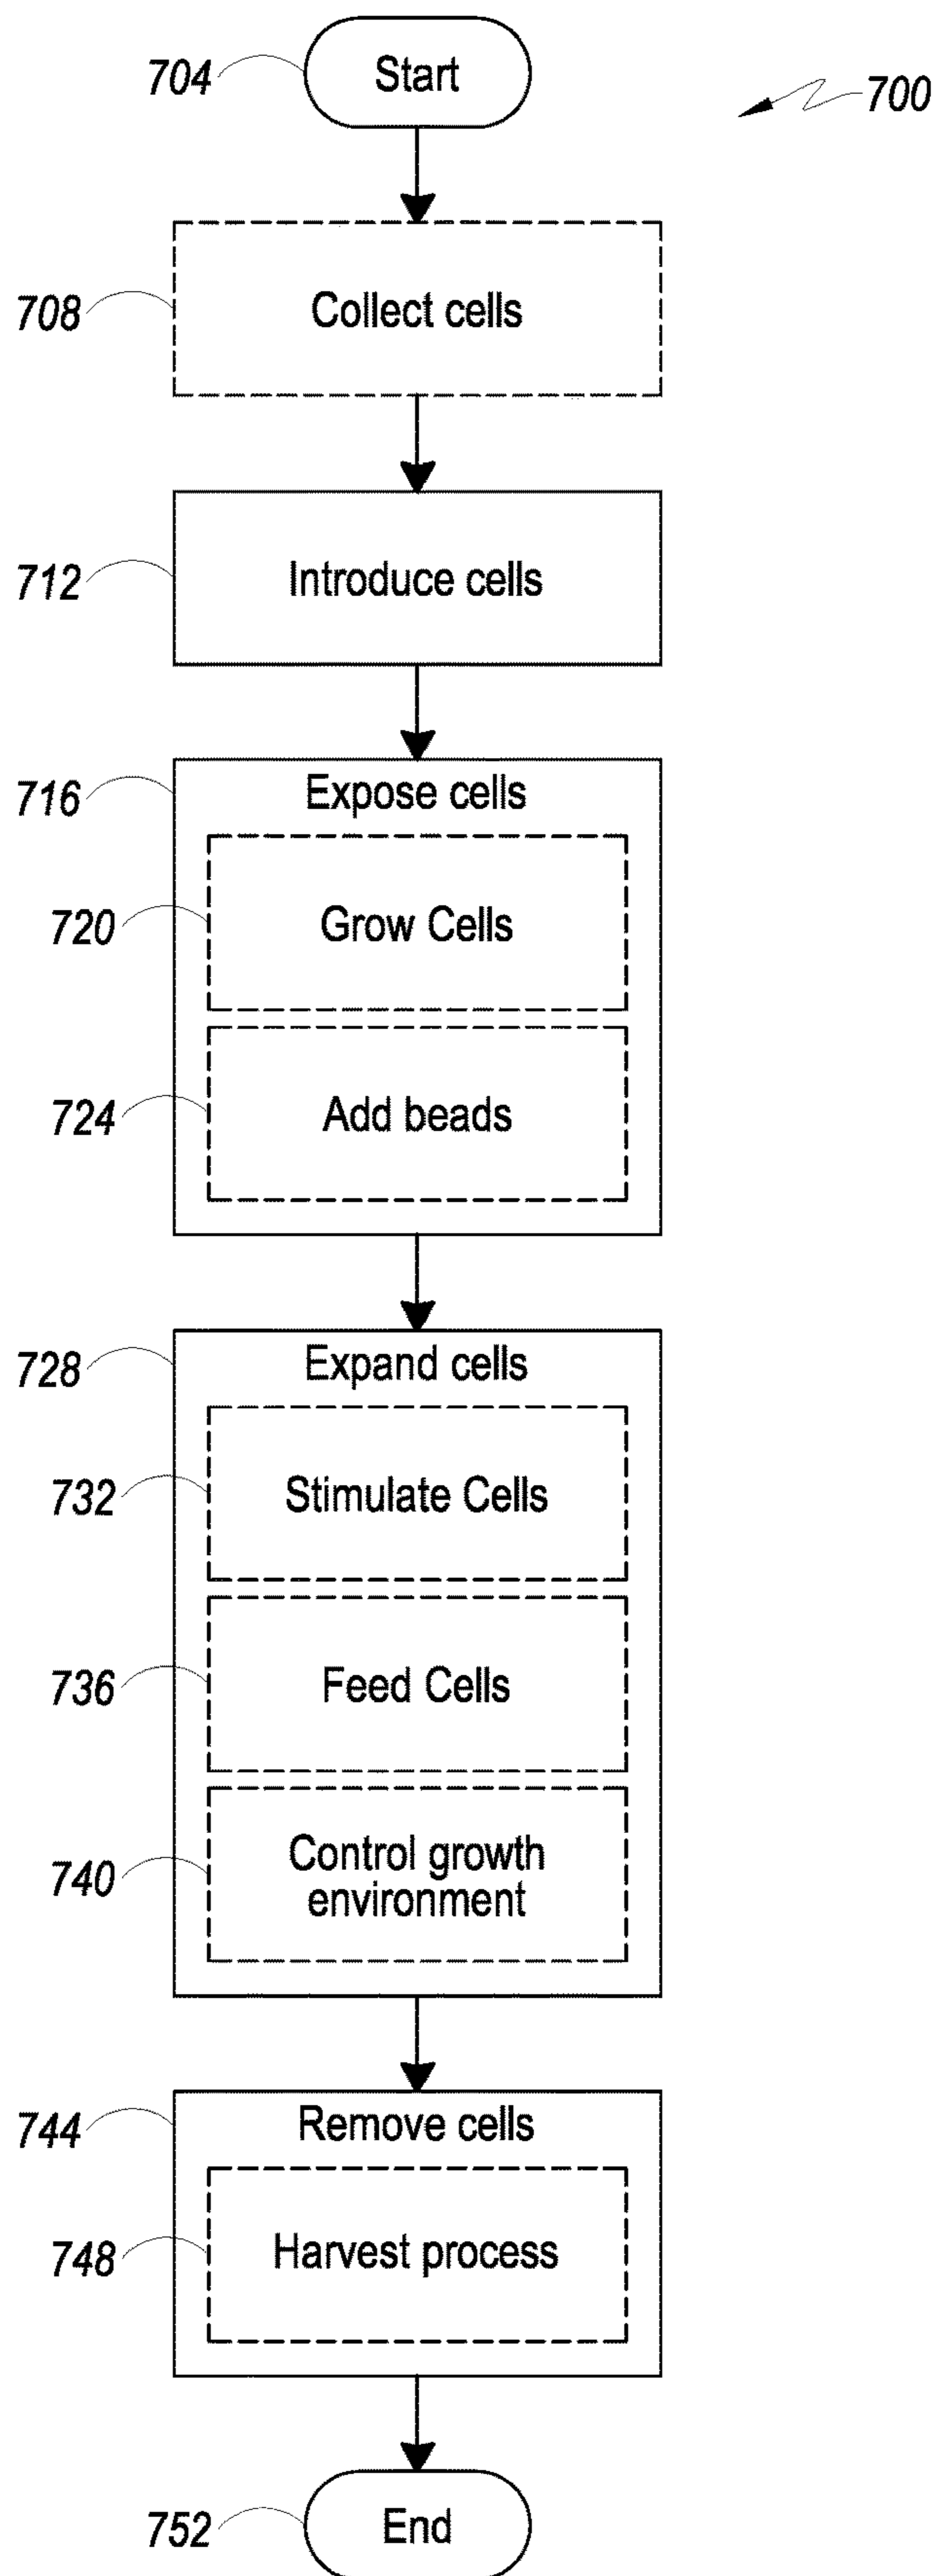 704
Start
700
708
Collect cells
712
Introduce cells
716
Expose cells
720
Grow Cells
724
Add beads
728
Expand cells
732
Stimulate Cells
736
Feed Cells
740
Control growth
environment
744
Remove cells
748
Harvest process
752
End